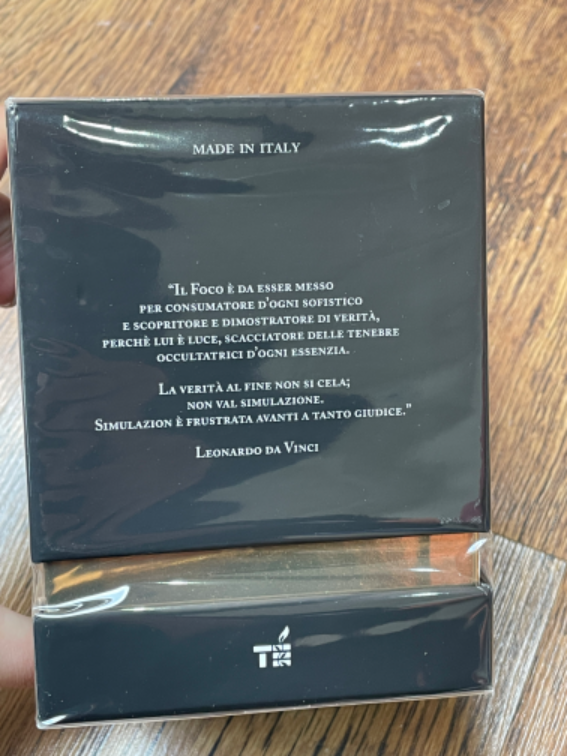 MADE IN ITALY
“IL FOCO È DA ESSER MESSO
PER CONSUMATORE D'OGNI SOFISTICO
E SCOPRITORE E DIMOSTRATORE DI VERITÀ,
PERCHÈ LUI È LUCE, SCACCIATORE DELLE TENEBRE
OCCULTATRICI D'OGNI ESSENZIA.
LA VERITÀ AL FINE NON SI CELA;
NON VAL SIMULAZIONE.
SIMULAZION È FRUSTRATA AVANTI A TANTO GIUDICE.”
LEONARDO DA VINCI